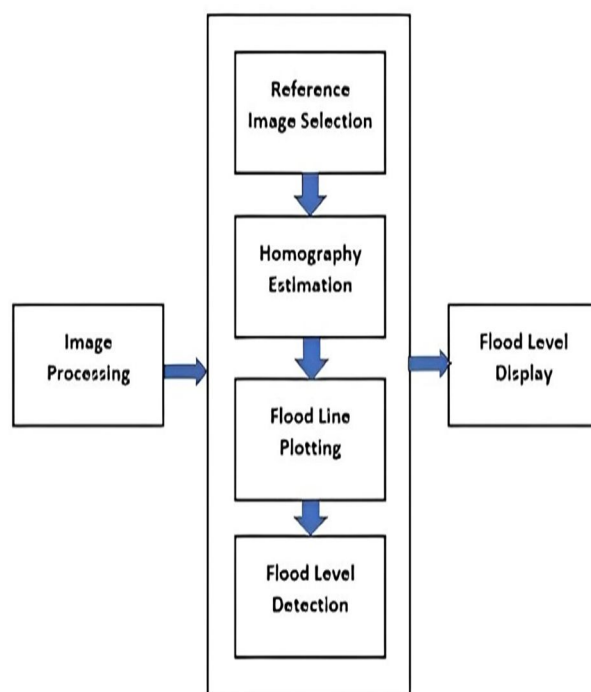 Reference
Image Selection
Homography
Estimation
Image
Processing
Flood Level
Display
Flood Line
Plotting
Flood Level
Detection